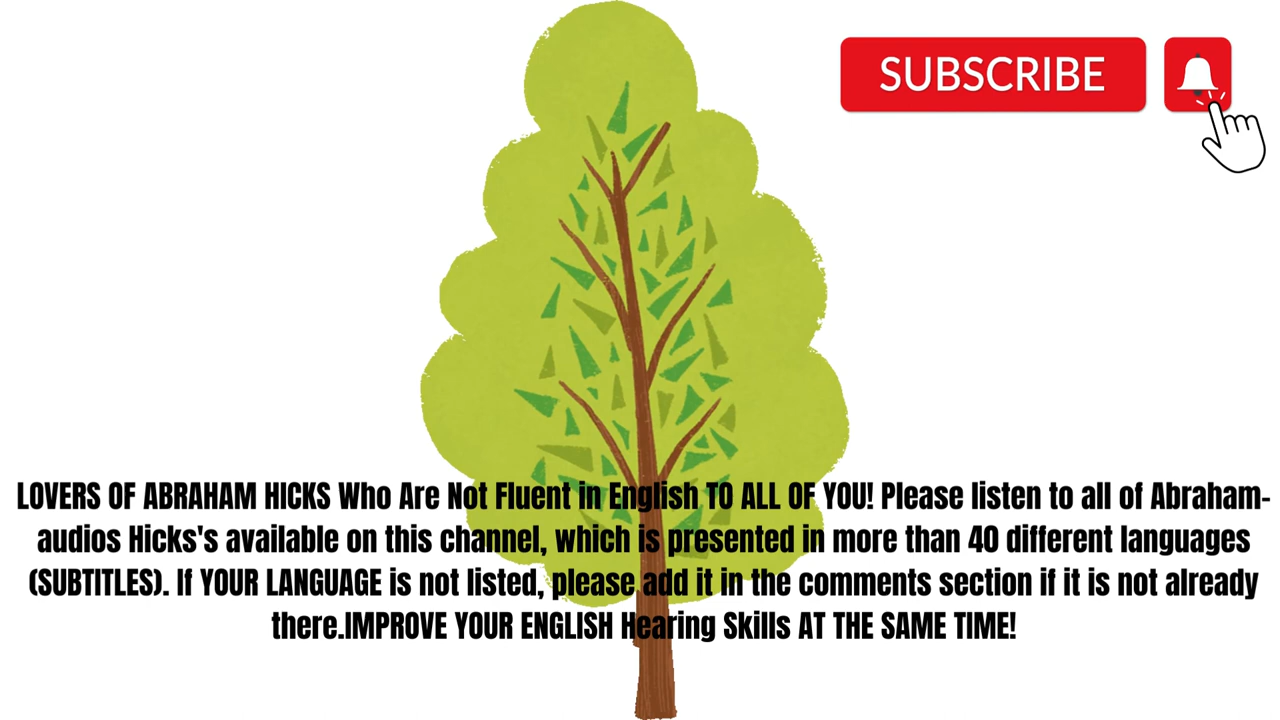 SUBSCRIBE
LOVERS OF ABRAHAM HICKS Who Are Not Fluent in English TO ALL OF YOU! Please listen to all of Abraham-
audios Hicks's available on this channel, which is presented in more than 40 different languages
(SUBTITLES). If YOUR LANGUAGE is not listed, please add it in the comments section if it is not already
there.IMPROVE YOUR ENGLISH Hearing Skills AT THE SAME TIME!